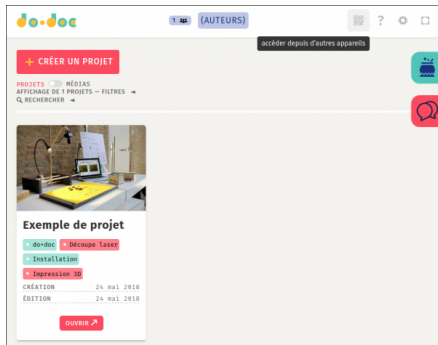 do•doc
1 (AUTEURS)
?
accéder depuis d'autres appareils
+ CRÉER UN PROJET
PROJETS MÉDIAS
AFFICHAGE DE 1 PROJETS — FILTRES ◄
RECHERCHER ◄
Exemple de projet
do•doc Découpe laser
Installation
Impression 3D
CRÉATION 24 mai 2018
ÉDITION 24 mai 2018
OUVRIR ↗